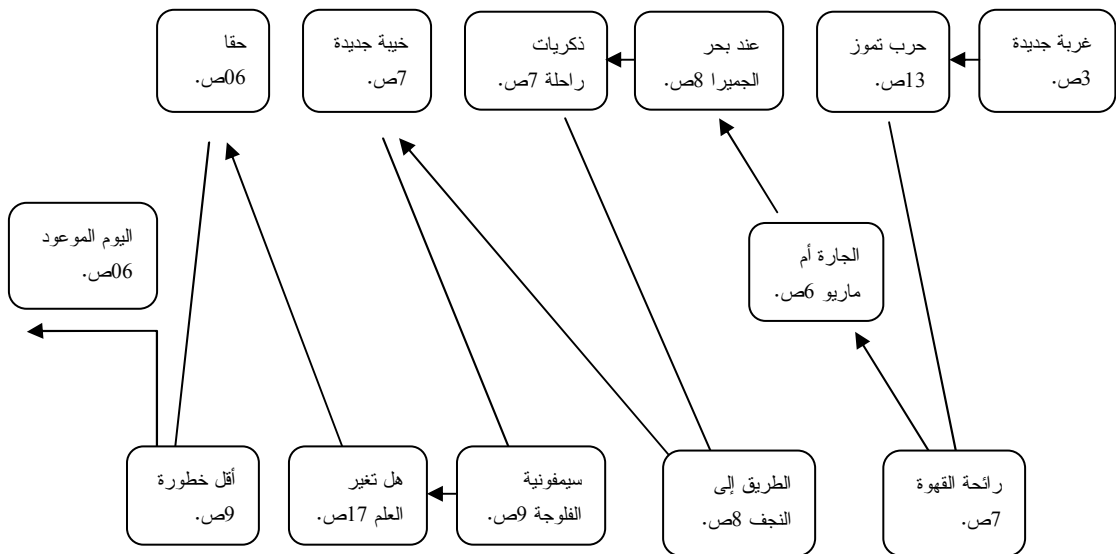 غربة جديدة
3ص.
حرب تموز
13ص.
عند بحر
الجميرا 8ص.
ذكريات
راحلة 7ص.
خيبة جديدة
7ص.
حقا
06ص.
الجارة أم
ماريو 6ص.
اليوم الموعود
06ص.
رائحة القهوة
7ص.
الطريق إلى
النجف 8ص.
سيمفونية
الفلوجة 9ص.
هل تغير
العلم 17ص.
أقل خطورة
9ص.